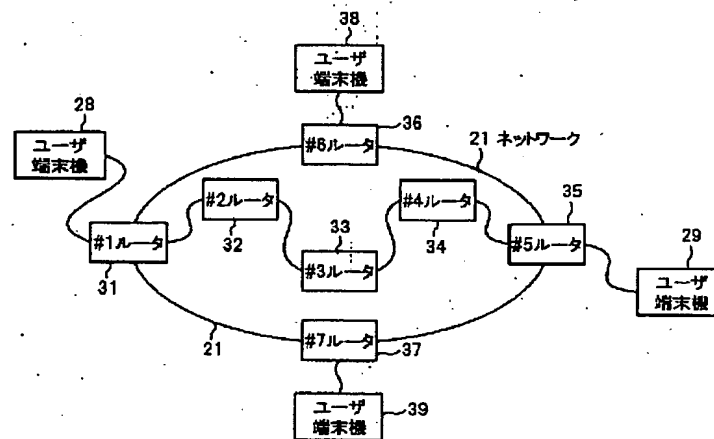 38
ユーザ
端末機
28
ユーザ
端末機
36
#6ルータ
21 ネットワーク
#2ルータ
32
#4ルータ
34
35
33
#1ルータ
31
#3ルータ
#5ルータ
29
ユーザ
端末機
21
#7ルータ
37
ユーザ
端末機
39